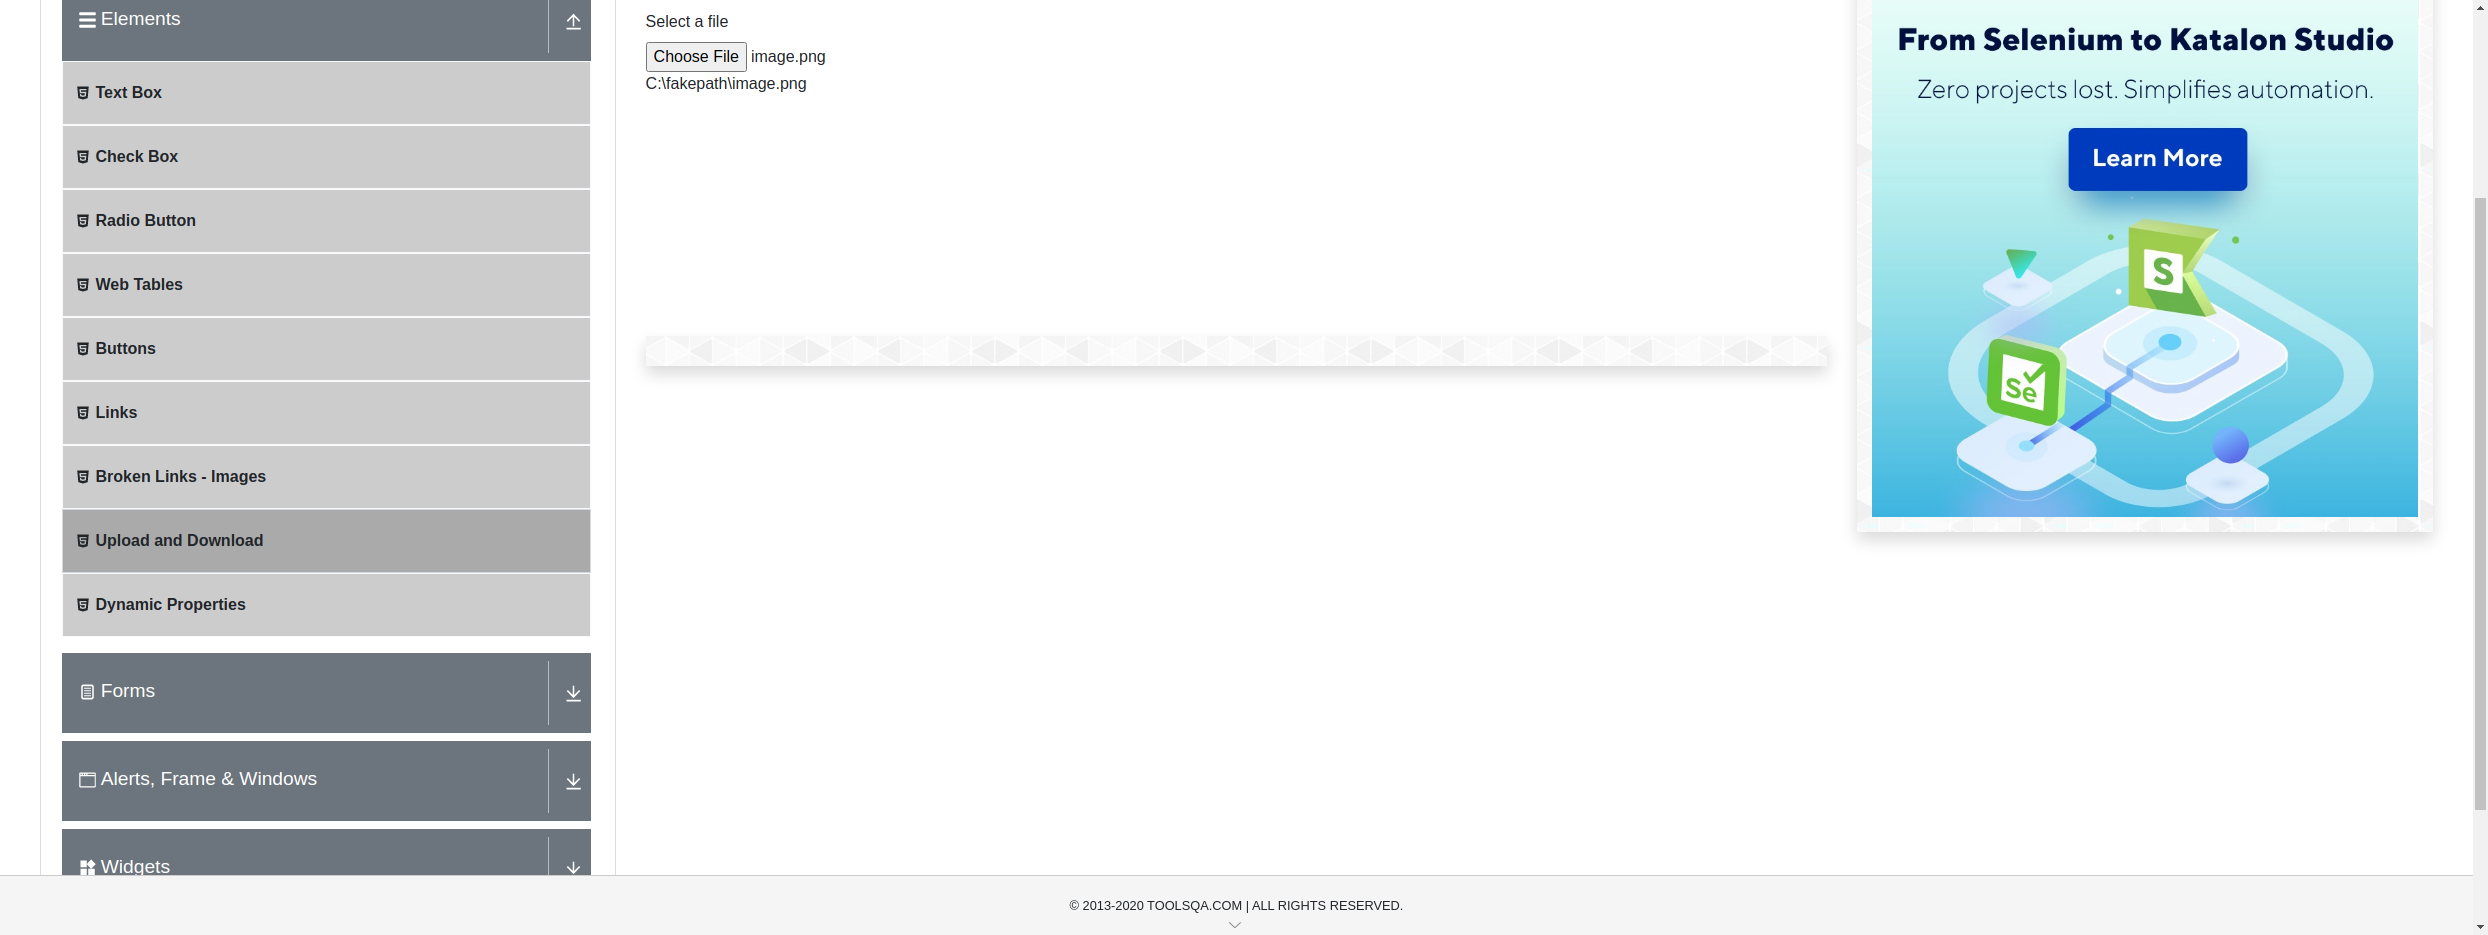 Elements
Text Box
Check Box
Radio Button
Web Tables
Buttons
Links
Broken Links - Images
Upload and Download
Dynamic Properties
Forms
Alerts, Frame & Windows
Widgets
Select a file
Choose File image.png
C:\fakepath\image.png
From Selenium to Katalon Studio
Zero projects lost. Simplifies automation.
Learn More
S
Se
© 2013-2020 TOOLSQA.COM | ALL RIGHTS RESERVED.